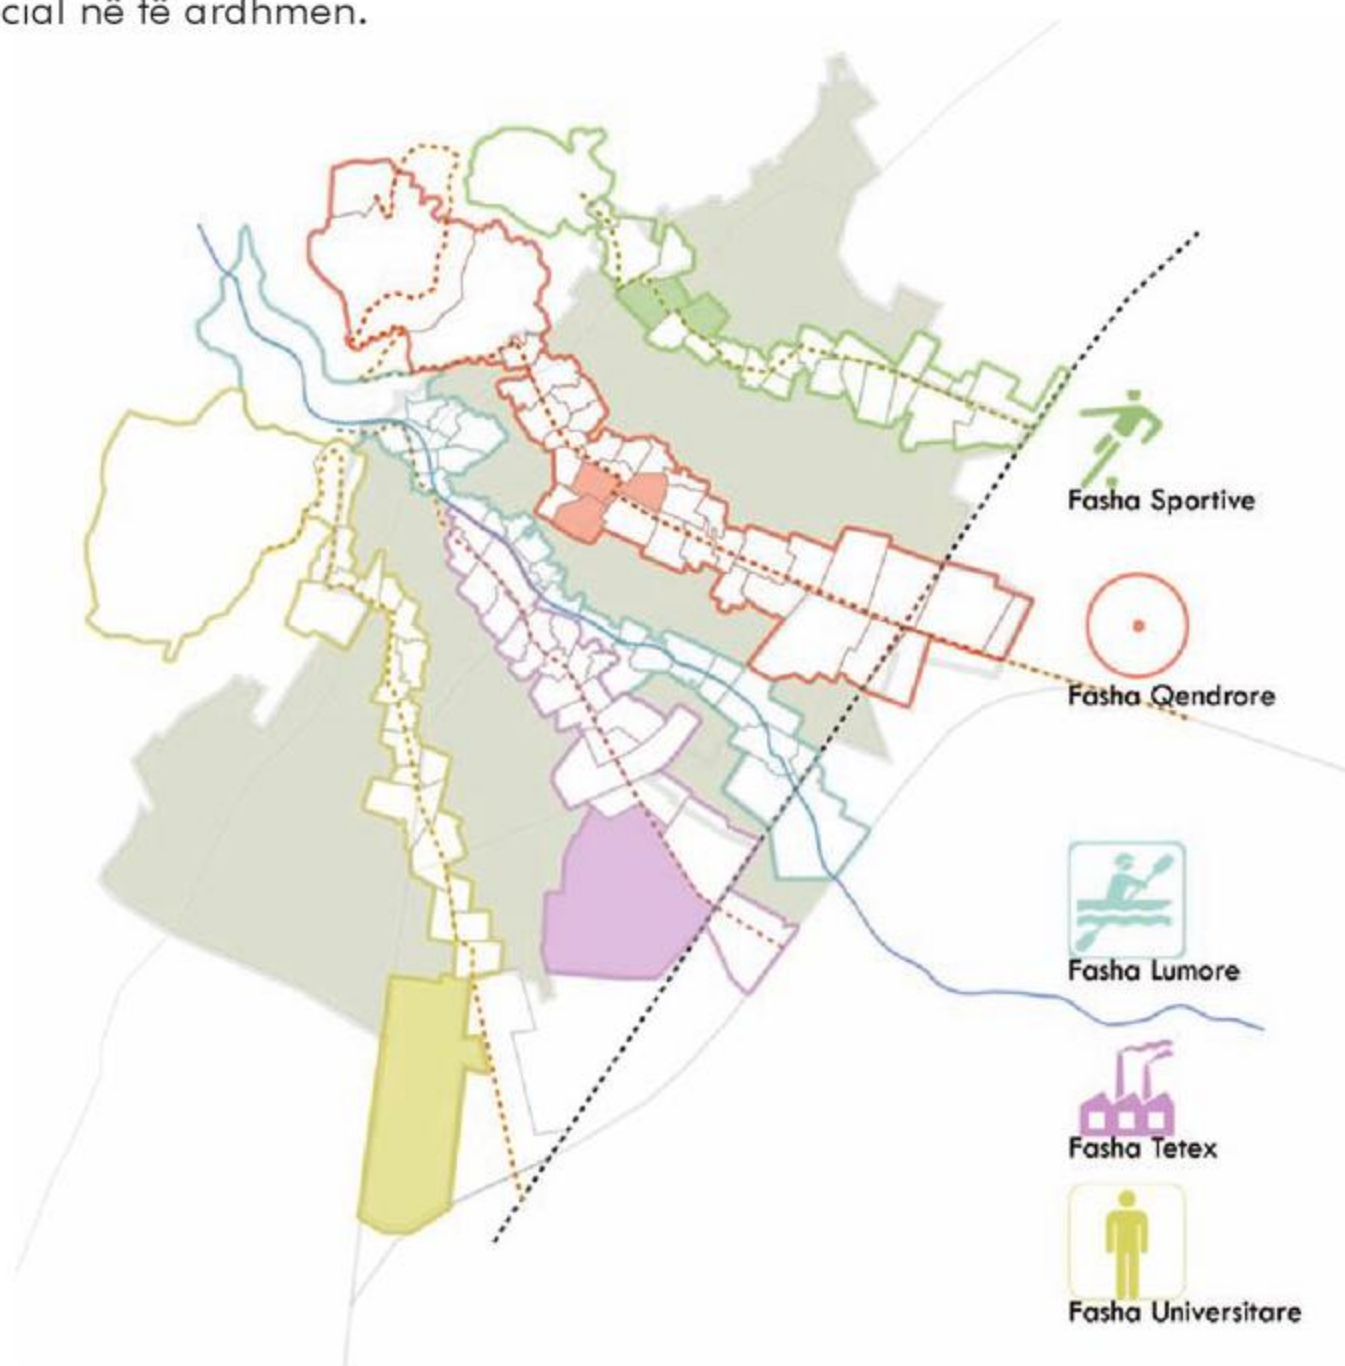 cial në të ardhmen.
Fasha Sportive
Fasha Qendrore
Fasha Lumore
Fasha Tetex
Fasha Universitare